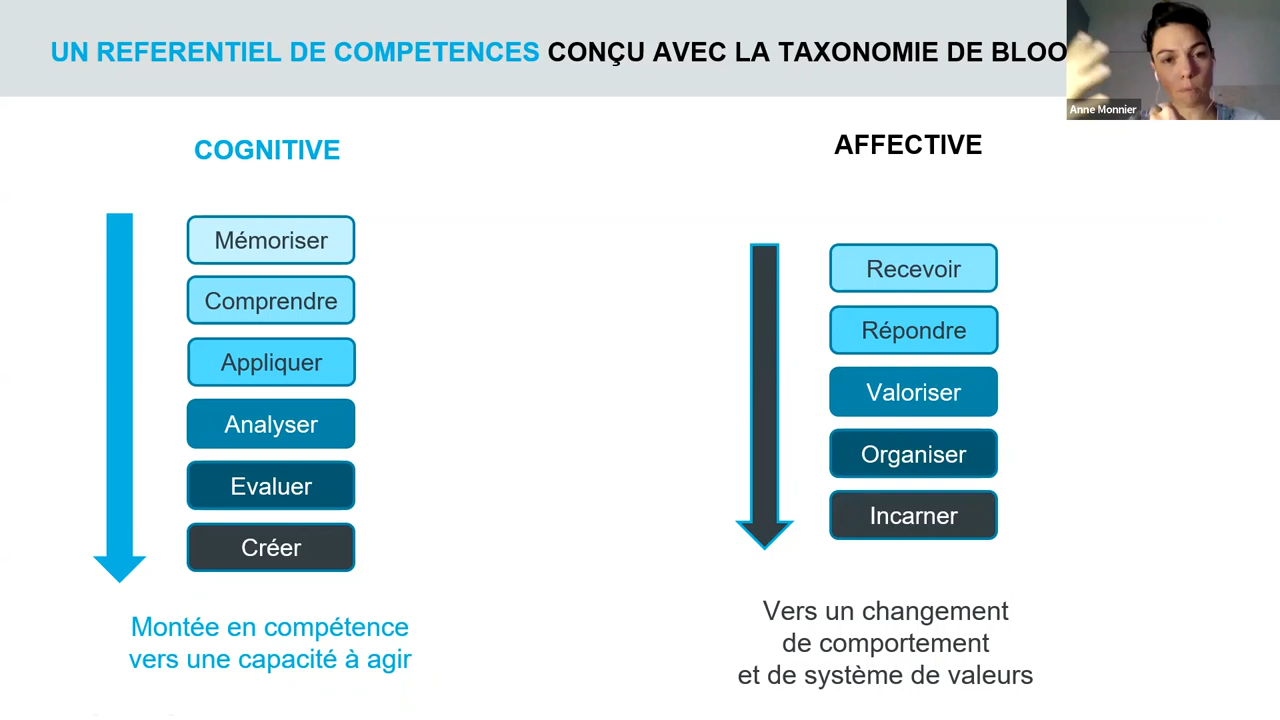 UN REFERENTIEL DE COMPETENCES CONÇU AVEC LA TAXONOMIE DE BLOO
Anne Monnier
COGNITIVE
Mémoriser
Comprendre
Appliquer
Analyser
Evaluer
Créer
Montée en compétence
vers une capacité à agir
AFFECTIVE
Recevoir
Répondre
Valoriser
Organiser
Incarner
Vers un changement
de comportement
et de système de valeurs